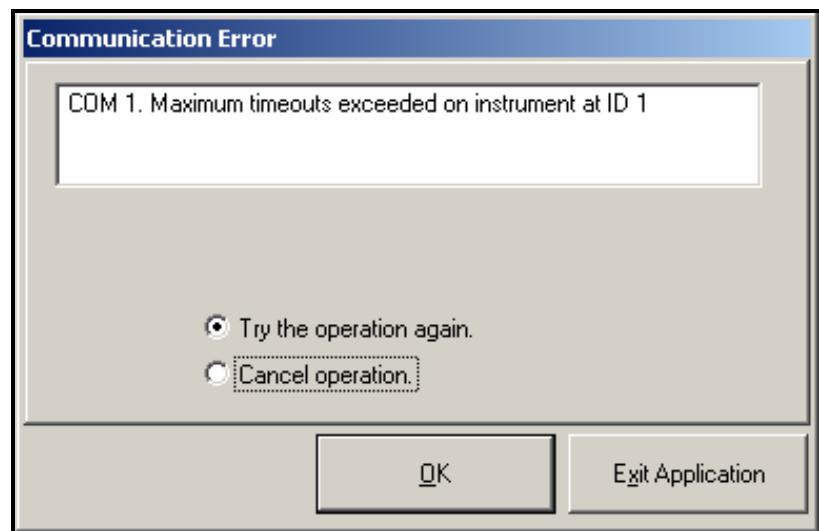 Communication Error
COM 1. Maximum timeouts exceeded on instrument at ID 1
Try the operation again.
Cancel operation.
OK
Exit Application